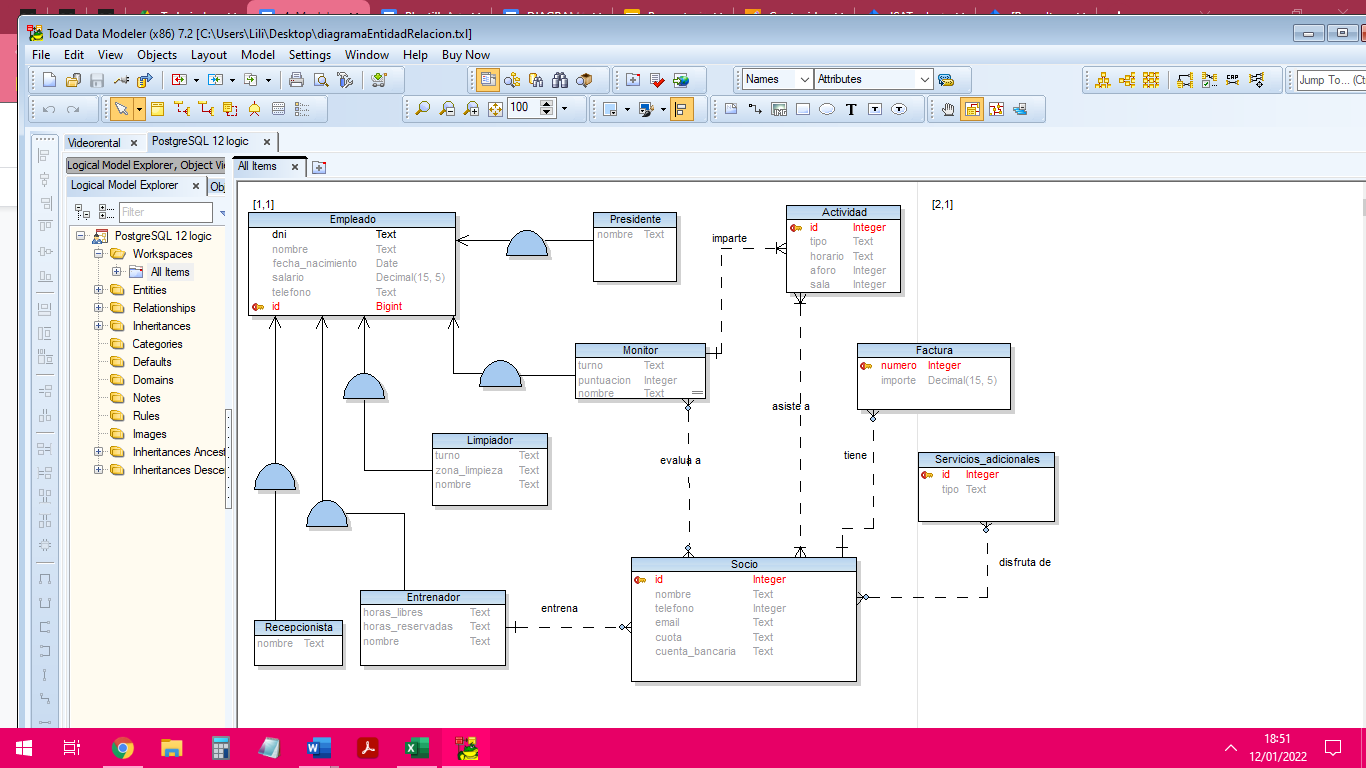 Toad Data Modeler (x86) 7.2 [C:\Users\Lili\Desktop\diagramaEntidadRelacion.txl]
File Edit View Objects Layout Model Settings Window Help Buy Now
Names Attributes Jump To... (Ct
100
Videorental PostgreSQL 12 logic
Logical Model Explorer, Object Vi
Logical Model Explorer Obj
All Items
Filter
PostgreSQL 12 logic
Workspaces
All Items
Entities
Relationships
Inheritances
Categories
Defaults
Domains
Notes
Rules
Images
Inheritances Ancest
Inheritances Desce
[1,1]
[2,1]
Empleado
dni Text
nombre Text
fecha_nacimiento Date
salario Decimal(15, 5)
telefono Text
id Bigint
Presidente
nombre Text
imparte
Actividad
id Integer
tipo Text
horario Text
aforo Integer
sala Integer
Monitor
turno Text
puntuacion Integer
nombre Text
Factura
numero Integer
importe Decimal(15, 5)
asiste a
evalua a
tiene
Limpiador
turno Text
zona_limpieza Text
nombre Text
Servicios_adicionales
id Integer
tipo Text
disfruta de
Socio
id Integer
nombre Text
telefono Integer
email Text
cuota Text
cuenta_bancaria Text
entrena
Entrenador
horas_libres Text
horas_reservadas Text
nombre Text
Recepcionista
nombre Text
18:51
12/01/2022